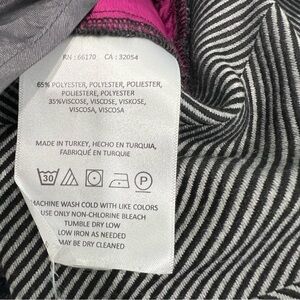 RN : 66170 CA : 32054
65% POLYESTER, POLYESTER, POLIESTER,
POLIESTERE, POLYESTER
35%VISCOSE, VISCOSE, VISKOSE,
VISCOSA, VISCOSA
MADE IN TURKEY, HECHO EN TURQUIA,
FABRIQUÉ EN TURQUIE
30 P
MACHINE WASH COLD WITH LIKE COLORS
USE ONLY NON-CHLORINE BLEACH
TUMBLE DRY LOW
LOW IRON AS NEEDED
MAY BE DRY CLEANED